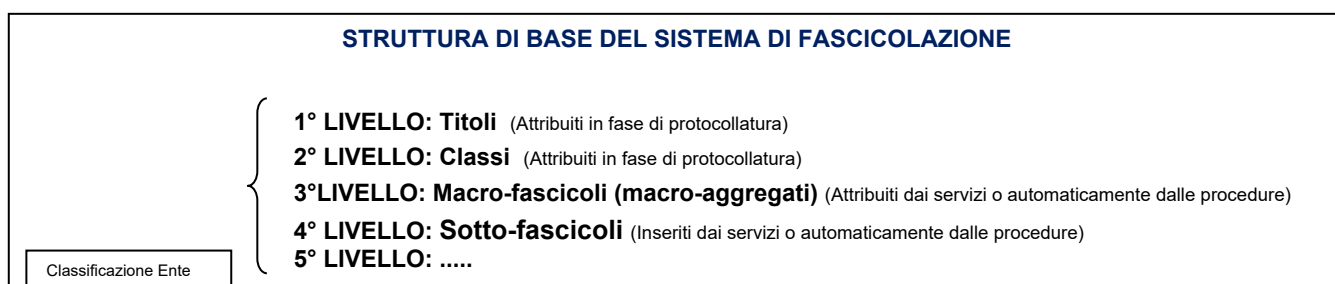 STRUTTURA DI BASE DEL SISTEMA DI FASCICOLAZIONE
1° LIVELLO: Titoli (Attribuiti in fase di protocollatura)
2° LIVELLO: Classi (Attribuiti in fase di protocollatura)
3°LIVELLO: Macro-fascicoli (macro-aggregati) (Attribuiti dai servizi o automaticamente dalle procedure)
4° LIVELLO: Sotto-fascicoli (Inseriti dai servizi o automaticamente dalle procedure)
5° LIVELLO: .....
Classificazione Ente